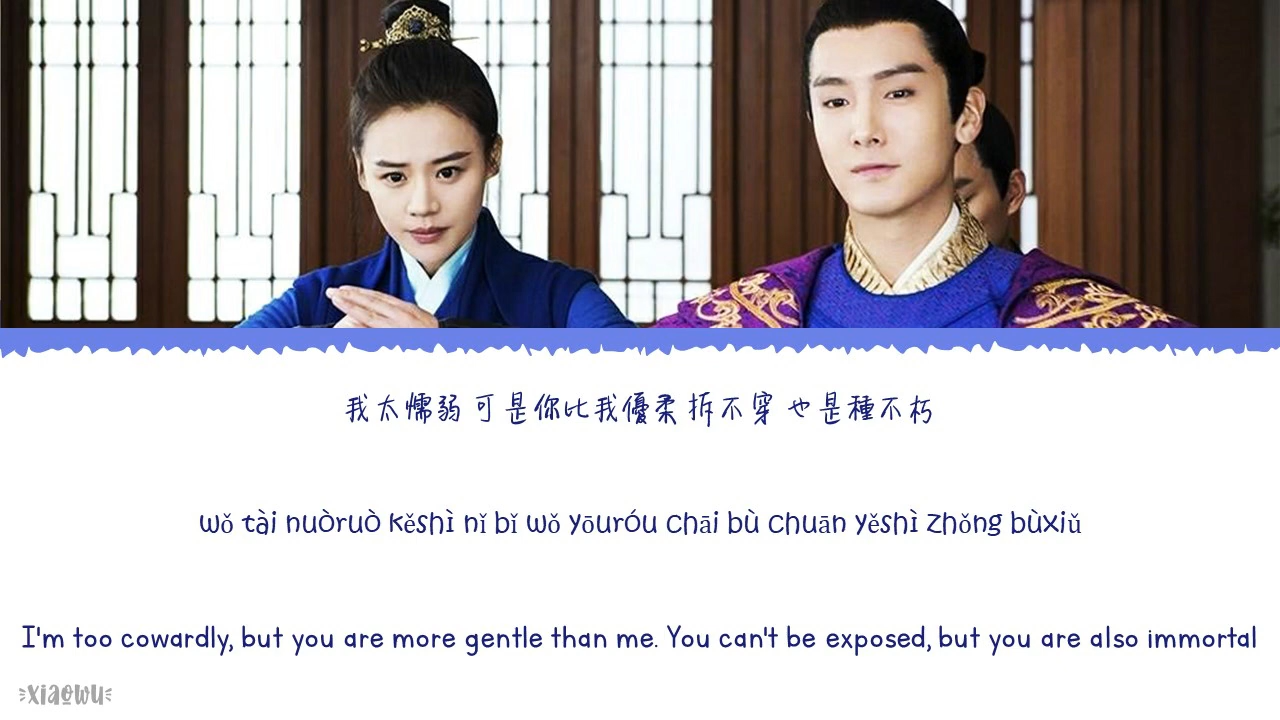 我太懦弱 可是你比我優柔 拆不穿 也是種不朽
wǒ tài nuòruò kěshì nǐ bǐ wǒ yōuróu chāi bù chuān yěshì zhǒng bùxiǔ
I'm too cowardly, but you are more gentle than me. You can't be exposed, but you are also immortal
xiaowu